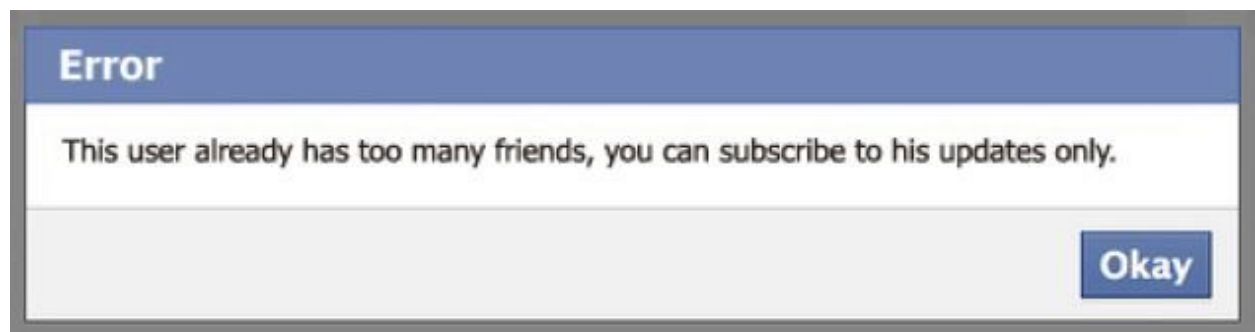 Error
This user already has too many friends, you can subscribe to his updates only.
Okay